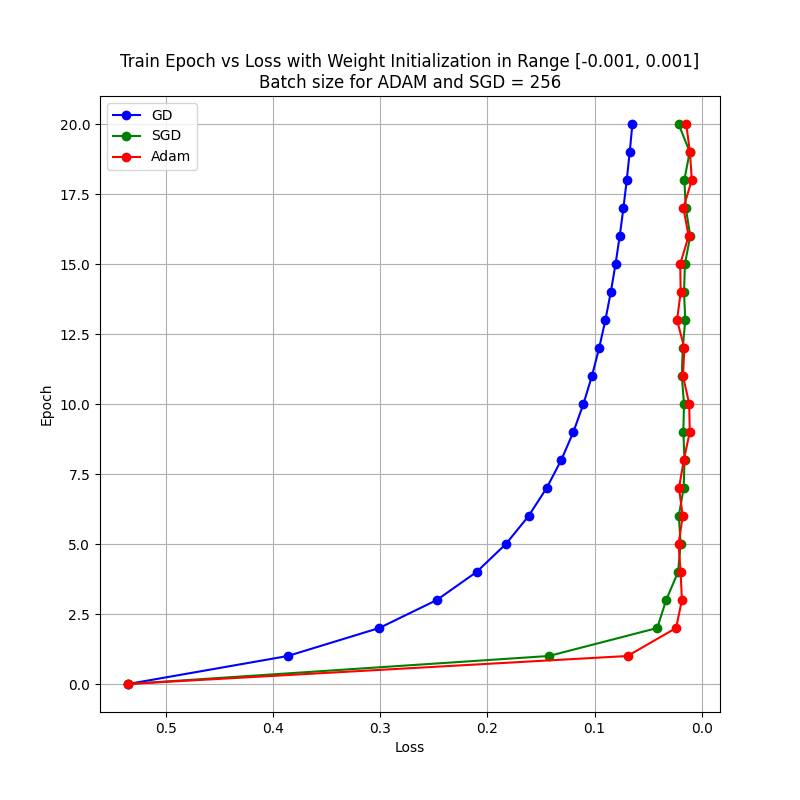 Train Epoch vs Loss with Weight Initialization in Range [-0.001, 0.001]
Batch size for ADAM and SGD = 256
GD
SGD
Adam
Epoch
20.0
17.5
15.0
12.5
10.0
7.5
5.0
2.5
0.0
0.5 0.4 0.3 0.2 0.1 0.0
Loss